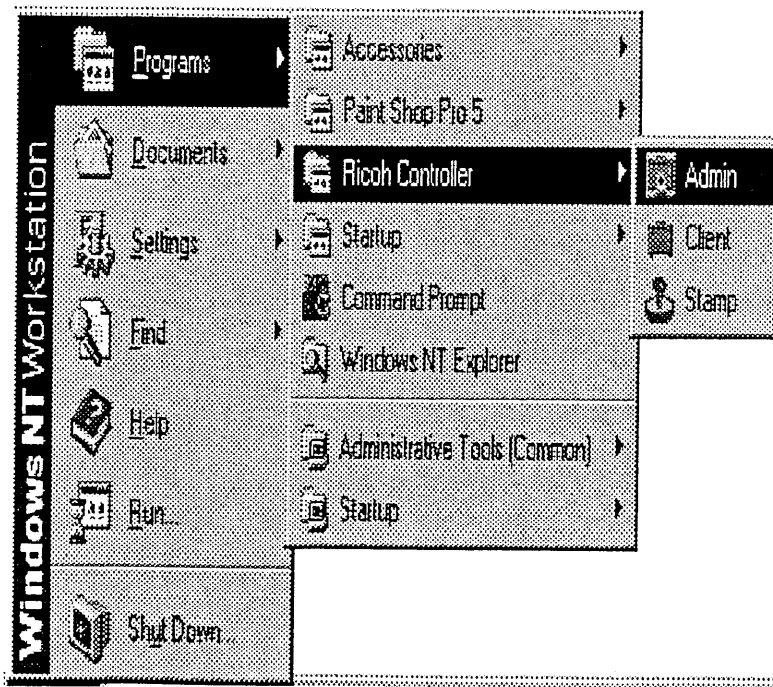 Windows NT Workstation
Programs
Documents
Settings
Find
Help
Run...
Shut Down...
Accessories
Paint Shop Pro 5
Ricoh Controller
Startup
Command Prompt
Windows NT Explorer
Administrative Tools (Common)
Startup
Admin
Client
Stamp